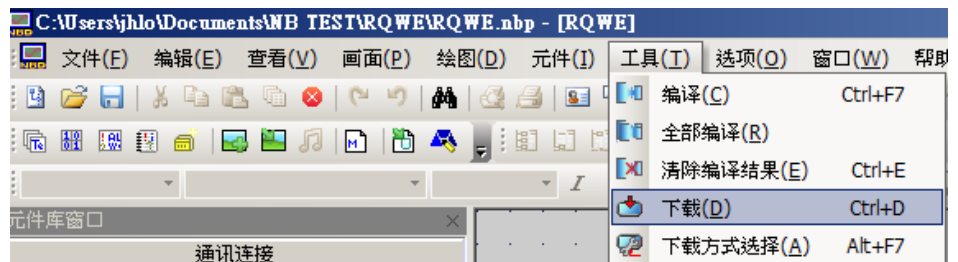 C:\Users\jhlo\Documents\NB TEST\RQWE\RQWE.nbp - [RQWE]
文件(F) 编辑(E) 查看(V) 画面(P) 绘图(D) 元件(I) 工具(T) 选项(O) 窗口(W) 帮助
编译(C) Ctrl+F7
全部编译(R)
清除编译结果(E) Ctrl+E
下载(D) Ctrl+D
元件库窗口
通讯连接
下载方式选择(A) Alt+F7